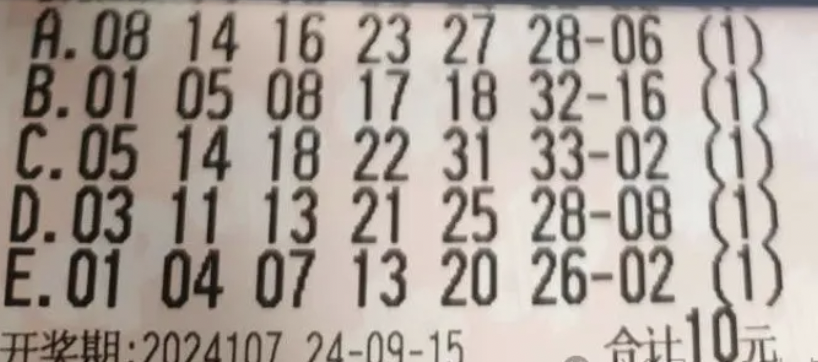 A.08 14 16 23 27 28-06 (1)
B.01 05 08 17 18 32-16 (1)
C.05 14 18 22 31 33-02 (1)
D.03 11 13 21 25 28-08 (1)
E.01 04 07 13 20 26-02 (1)
开奖期:2024107 24-09-15 合计10元